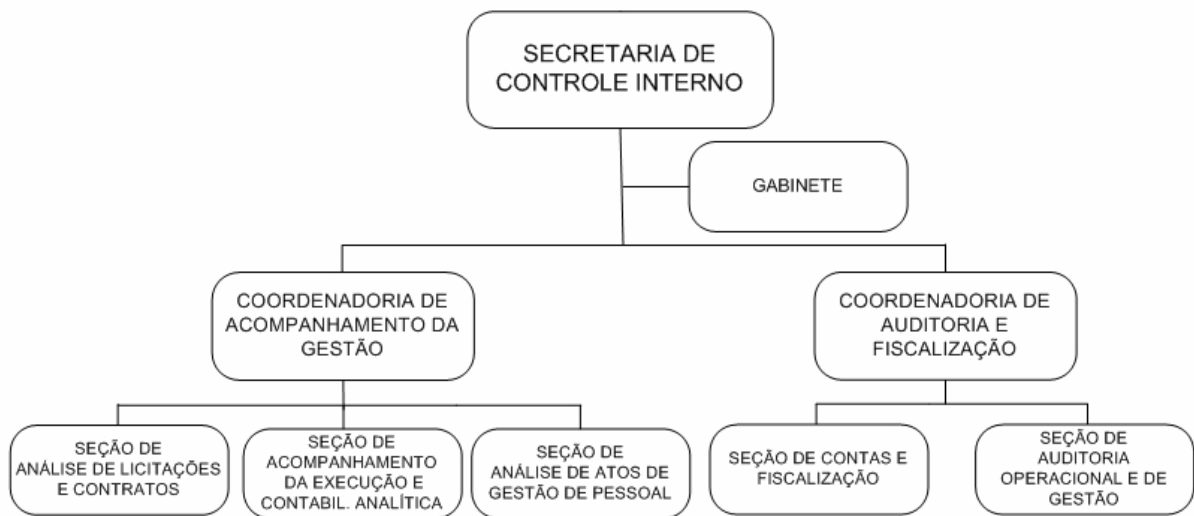 SECRETARIA DE
CONTROLE INTERNO
GABINETE
COORDENADORIA DE
ACOMPANHAMENTO DA
GESTÃO
COORDENADORIA DE
AUDITORIA E
FISCALIZAÇÃO
SEÇÃO DE
ANÁLISE DE LICITAÇÕES
E CONTRATOS
SEÇÃO DE
ACOMPANHAMENTO
DA EXECUÇÃO E
CONTABIL. ANALÍTICA
SEÇÃO DE
ANÁLISE DE ATOS DE
GESTÃO DE PESSOAL
SEÇÃO DE CONTAS E
FISCALIZAÇÃO
SEÇÃO DE
AUDITORIA
OPERACIONAL E DE
GESTÃO